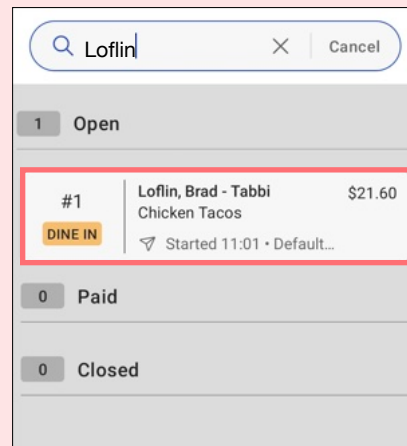 Loflin Cancel
1 Open
#1 Loflin, Brad - Tabbi $21.60
Chicken Tacos
DINE IN Started 11:01 • Default...
0 Paid
0 Closed